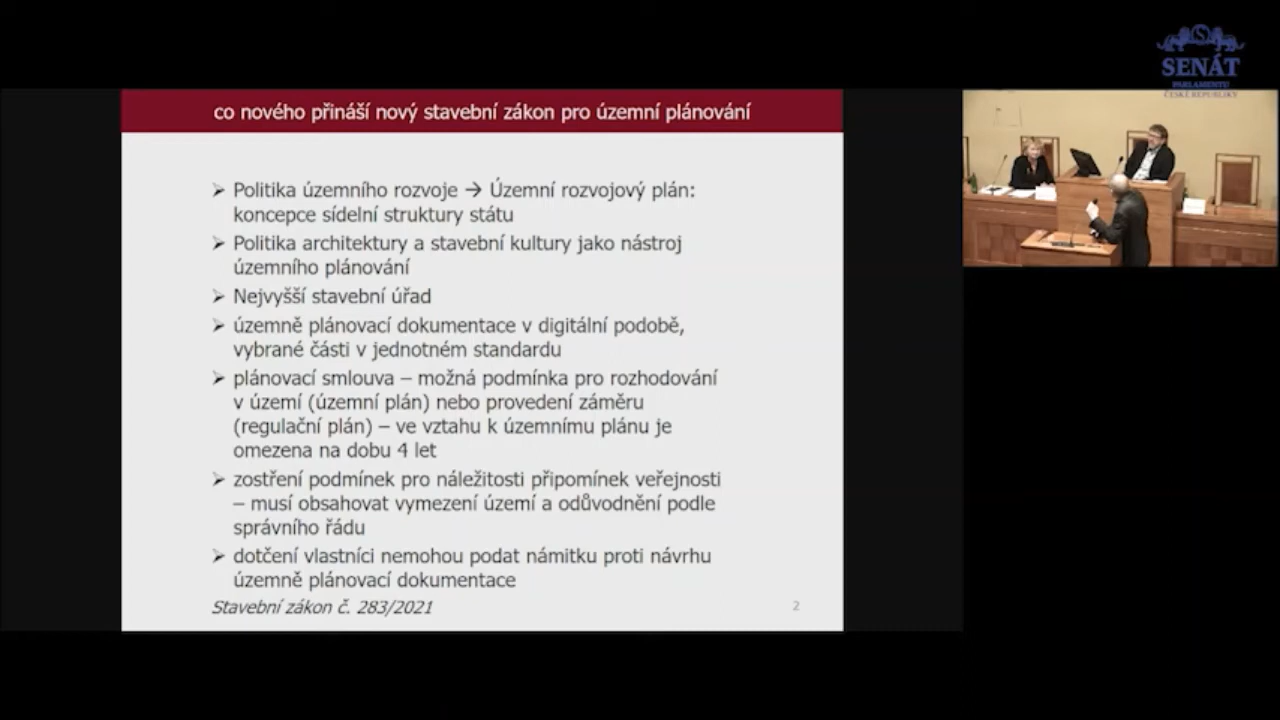 SENÁT
PARLAMENTU
ČESKÉ REPUBLIKY
co nového přináší nový stavební zákon pro územní plánování
➢ Politika územního rozvoje → Územní rozvojový plán:
koncepce sídelní struktury státu
➢ Politika architektury a stavební kultury jako nástroj
územního plánování
➢ Nejvyšší stavební úřad
➢ územně plánovací dokumentace v digitální podobě,
vybrané části v jednotném standardu
➢ plánovací smlouva – možná podmínka pro rozhodování
v území (územní plán) nebo provedení záměru
(regulační plán) – ve vztahu k územnímu plánu je
omezena na dobu 4 let
➢ zostření podmínek pro náležitosti připomínek veřejnosti
– musí obsahovat vymezení území a odůvodnění podle
správního řádu
➢ dotčení vlastníci nemohou podat námitku proti návrhu
územně plánovací dokumentace
Stavební zákon č. 283/2021
2